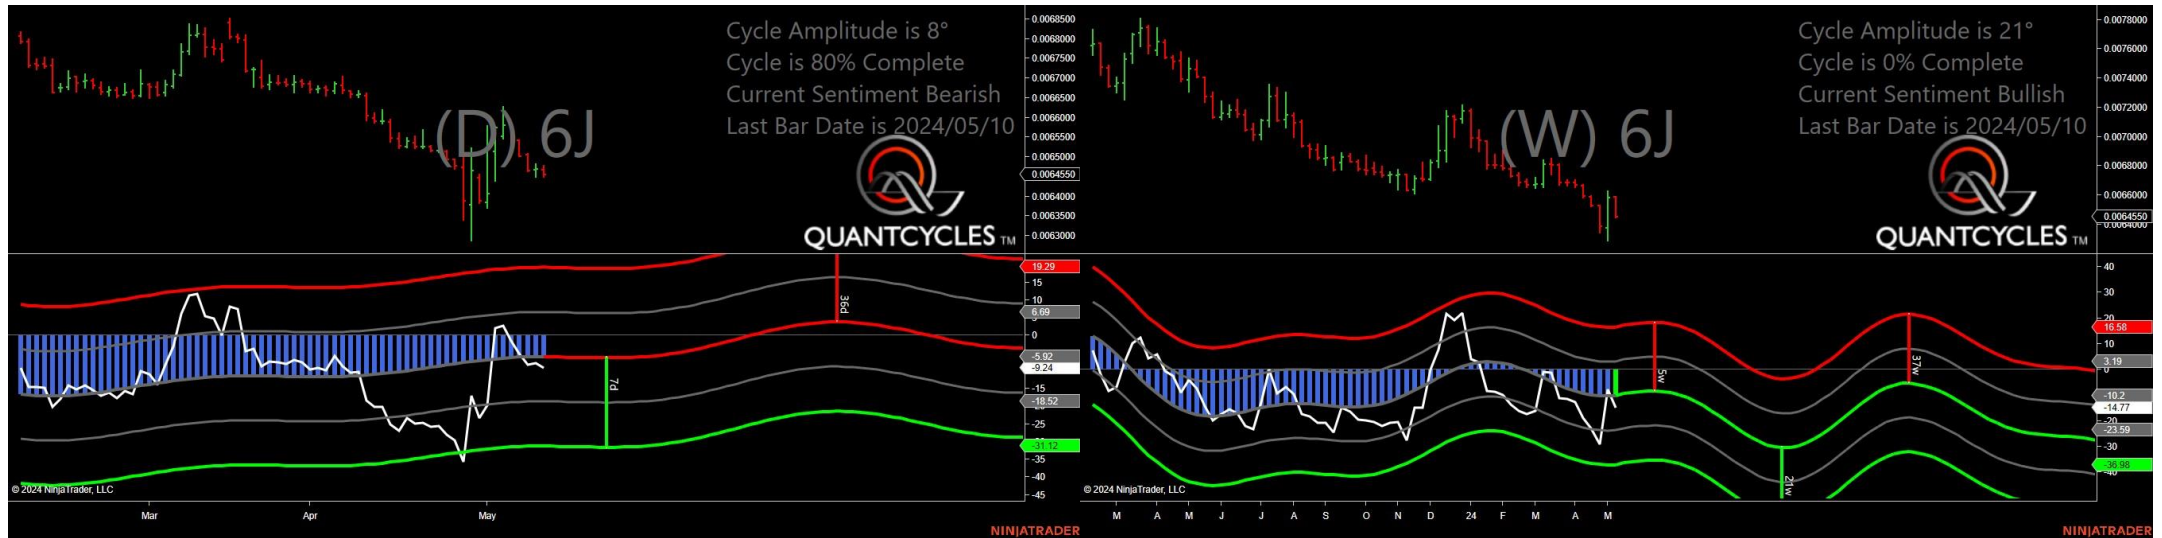 Cycle Amplitude is 8°
Cycle is 80% Complete
Current Sentiment Bearish
Last Bar Date is 2024/05/10
(D) 6J
QUANTCYCLES TM
0.0068500
0.0068000
0.0067500
0.0067000
0.0066500
0.0066000
0.0065500
0.0065000
0.0064550
0.0064000
0.0063500
0.0063000
19.29
15
10
6.69
0
-5.92
-9.24
-15
-18.52
-25
-31.12
-35
-40
-45
36d
7d
© 2024 NinjaTrader, LLC
Mar Apr May
NINJATRADER
Cycle Amplitude is 21°
Cycle is 0% Complete
Current Sentiment Bullish
Last Bar Date is 2024/05/10
(W) 6J
QUANTCYCLES TM
0.0078000
0.0076000
0.0074000
0.0072000
0.0070000
0.0068000
0.0066000
0.0064550
0.0064000
40
30
20
16.58
10
3.19
0
-10.2
-14.77
-20
-23.59
-30
-36.98
-40
5w
37w
21w
© 2024 NinjaTrader, LLC
M A M J J A S O N D 24 F M A M
NINJATRADER